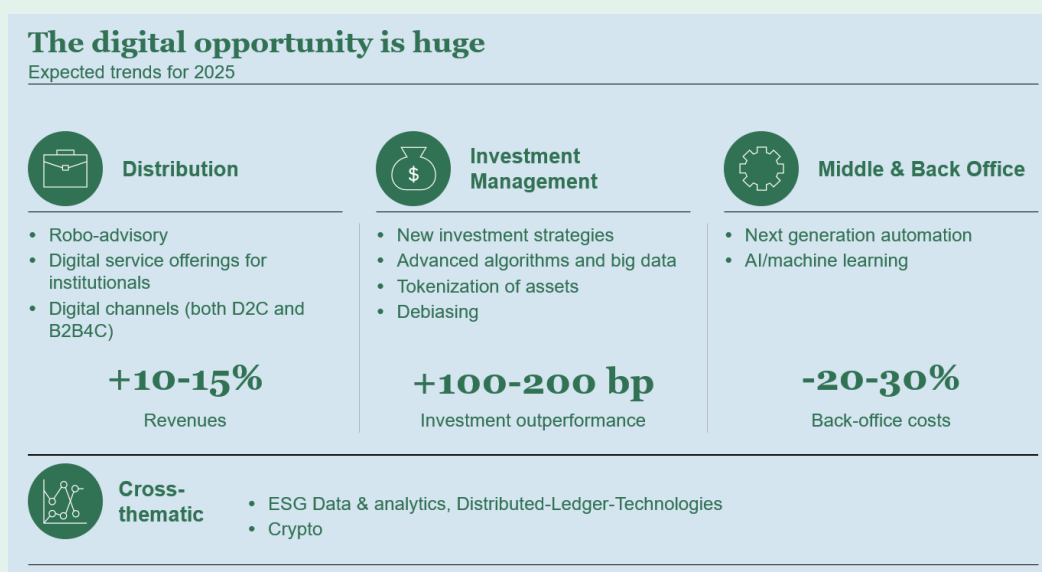 The digital opportunity is huge
Expected trends for 2025
Distribution
• Robo-advisory
• Digital service offerings for
institutionals
• Digital channels (both D2C and
B2B4C)
+10-15%
Revenues
$
Investment
Management
• New investment strategies
• Advanced algorithms and big data
• Tokenization of assets
• Debiasing
+100-200 bp
Investment outperformance
Middle & Back Office
• Next generation automation
• AI/machine learning
-20-30%
Back-office costs
Cross-
thematic
• ESG Data & analytics, Distributed-Ledger-Technologies
• Crypto